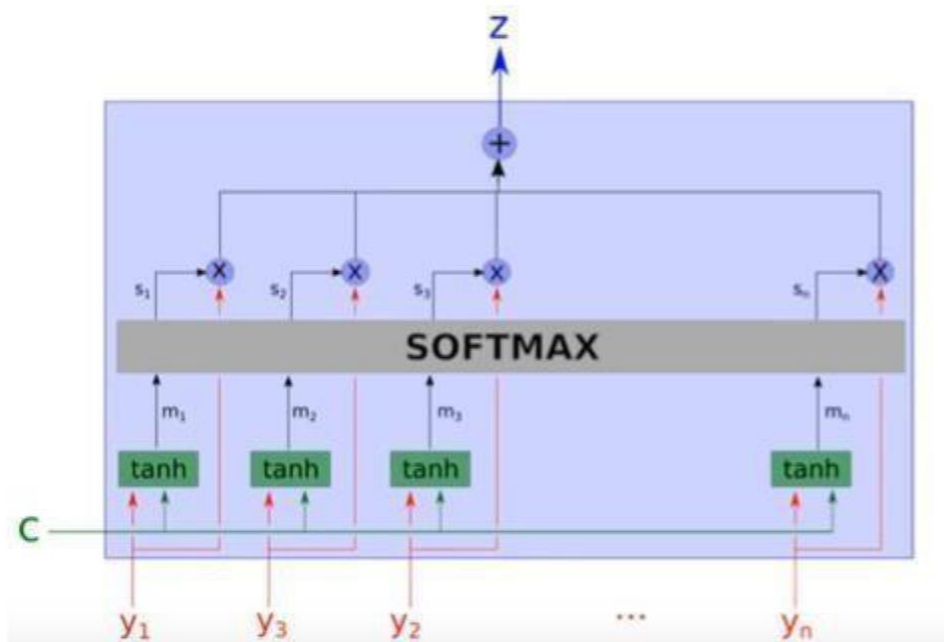 Z
+
x x x x
s₁ s₂ s₃ sₙ
SOFTMAX
m₁ m₂ m₃ mₙ
tanh tanh tanh tanh
C
y₁ y₃ y₂ ... yₙ